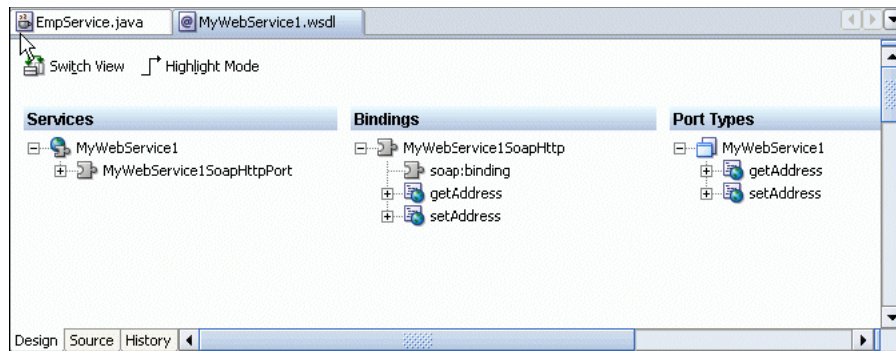 EmpService.java MyWebService1.wsdl
Switch View Highlight Mode
Services Bindings Port Types
MyWebService1 MyWebService1SoapHttp MyWebService1
MyWebService1SoapHttpPort soap:binding getAddress
getAddress setAddress
setAddress
Design Source History